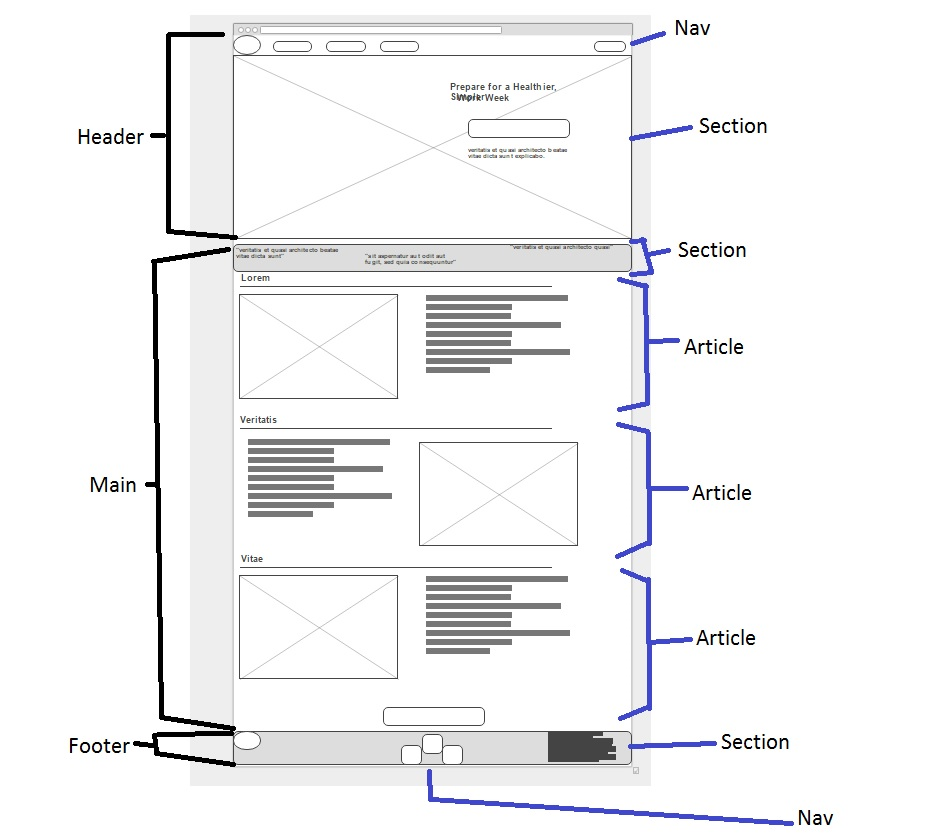 Nav
Prepare for a Healthier,
Simpler
Work Week
Section
Header
veritatis et quasi architecto beatae
vitae dicta sunt explicabo.
"veritatis et quasi architecto beatae
vitae dicta sunt"
"sit aspernatur aut odit aut
fugit, sed quia consequuntur"
"veritatis et quasi architecto quasi"
Section
Lorem
Article
Veritatis
Main
Article
Vitae
Article
Footer
Section
Nav